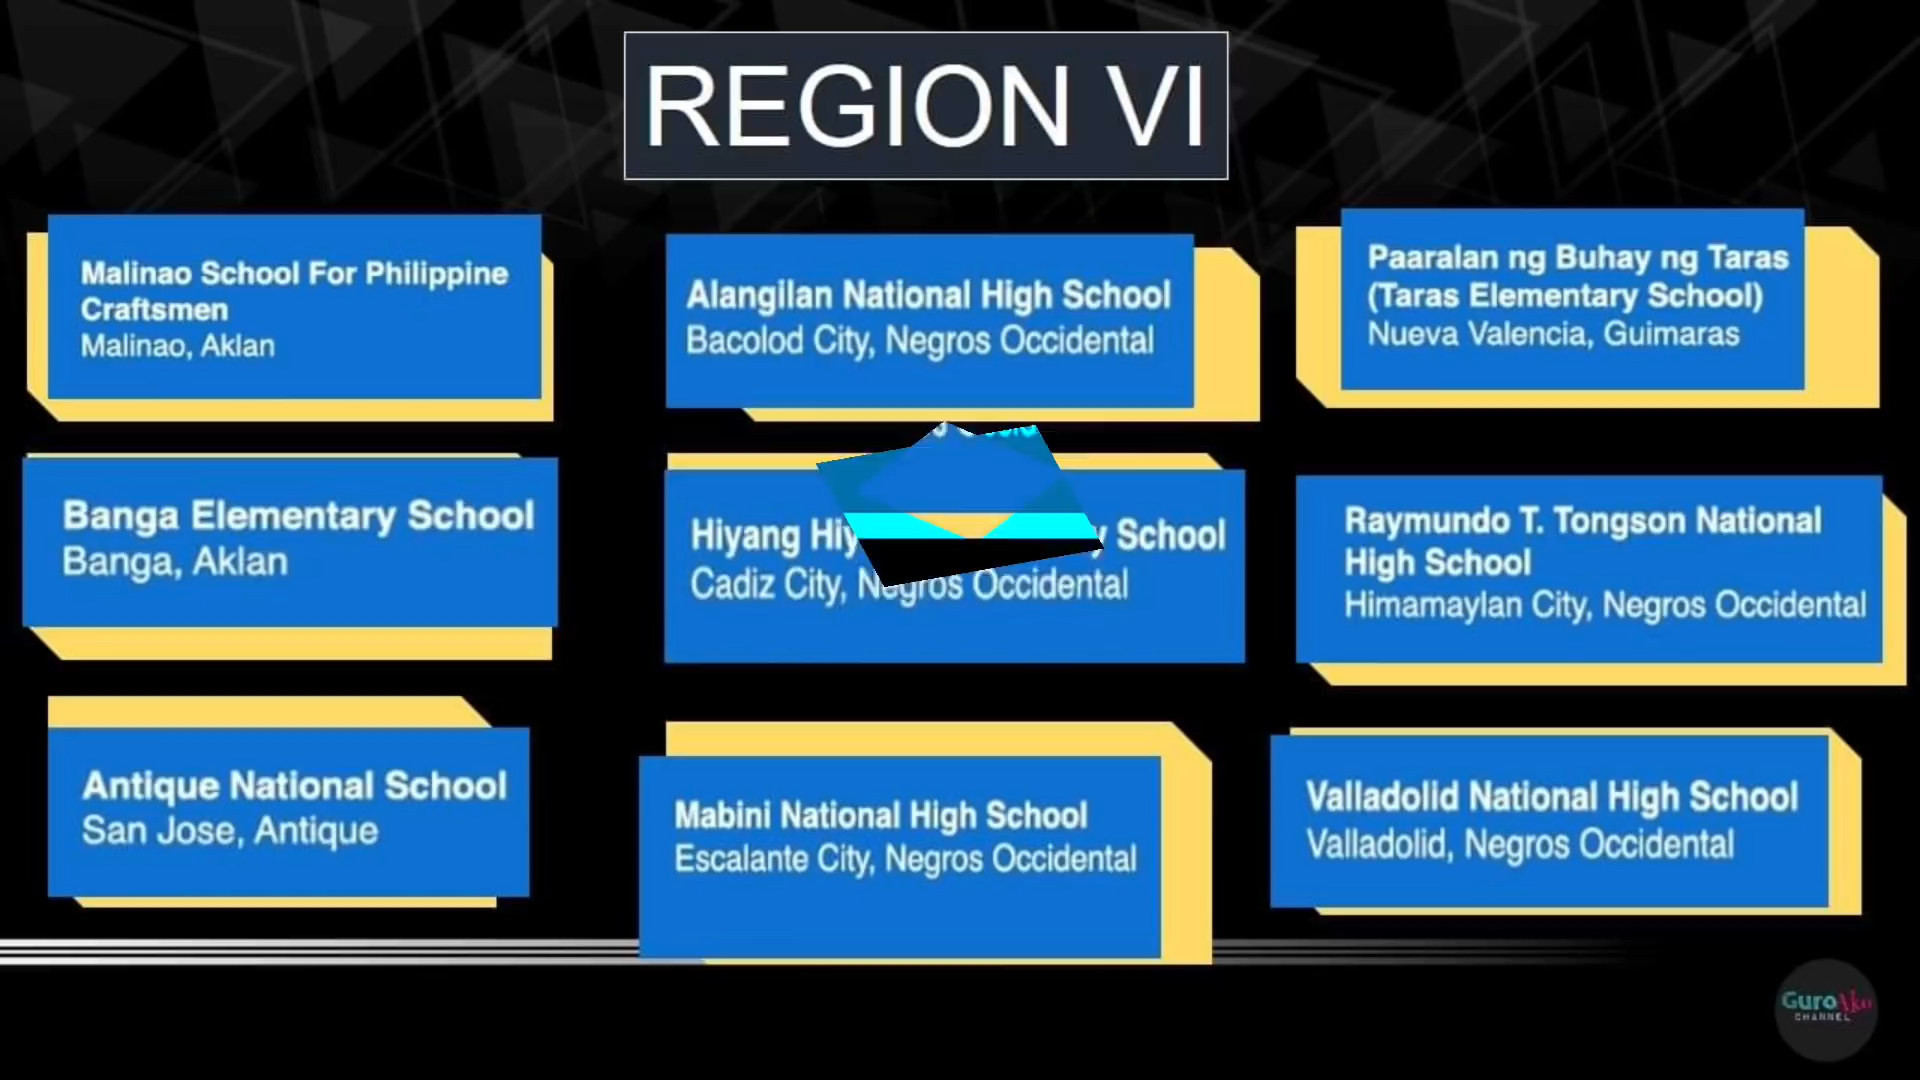 REGION VI
Malinao School For Philippine
Craftsmen
Malinao, Aklan
Alangilan National High School
Bacolod City, Negros Occidental
Paaralan ng Buhay ng Taras
(Taras Elementary School)
Nueva Valencia, Guimaras
Banga Elementary School
Banga, Aklan
Hiyang School
Cadiz City, Negros Occidental
Raymundo T. Tongson National
High School
Himamaylan City, Negros Occidental
Antique National School
San Jose, Antique
Mabini National High School
Escalante City, Negros Occidental
Valladolid National High School
Valladolid, Negros Occidental
GuroAko
CHANNEL